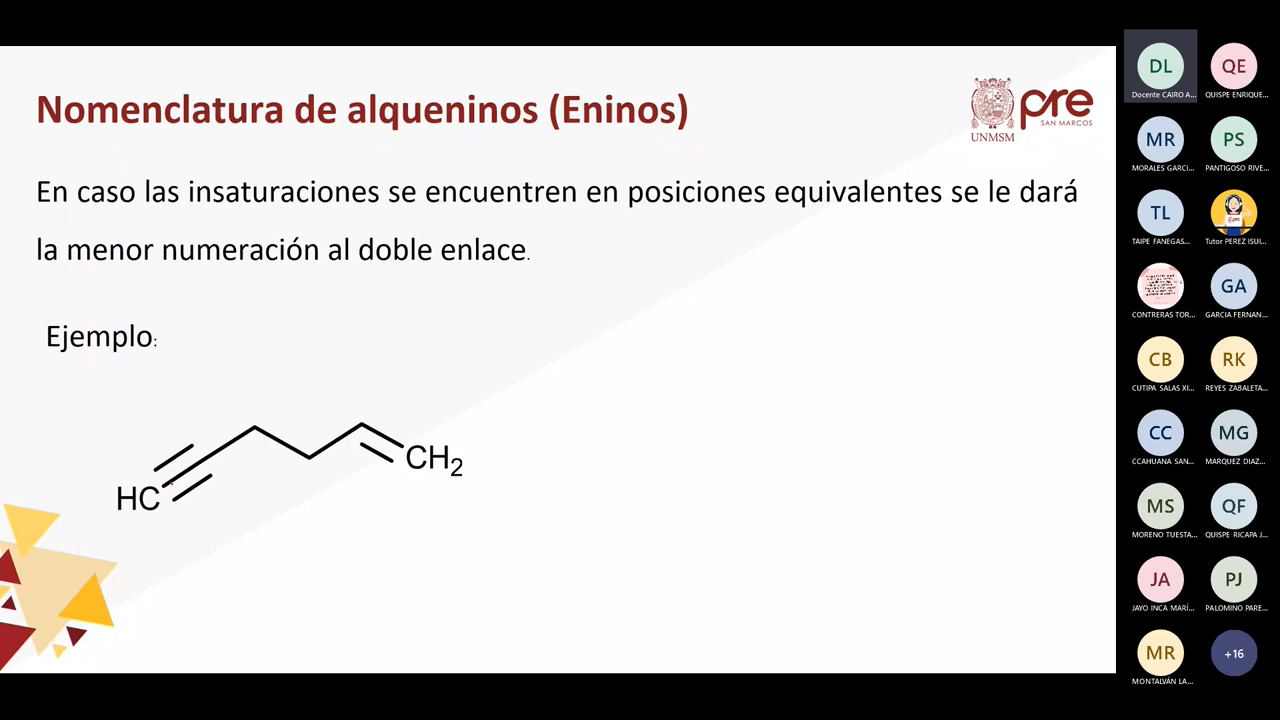 Nomenclatura de alqueninos (Eninos)
UNMSM
pre
SAN MARCOS
En caso las insaturaciones se encuentren en posiciones equivalentes se le dará
la menor numeración al doble enlace.
Ejemplo:
HC
CH2
DL
Docente CAIRO A...
QE
QUISPE ENRIQUE...
MR
MORALES GARCI...
PS
PANTIGOSO RIVE...
TL
TAIPE FANEGAS...
Tutor PEREZ ISUI...
CONTRERAS TOR...
GA
GARCIA FERNAN...
CB
CUTIPA SALAS XI...
RK
REYES ZABALETA...
CC
CCAHUANA SAN...
MG
MARQUEZ DIAZ...
MS
MORENO TUESTA...
QF
QUISPE RICAPA J...
JA
JAYO INCA MARÍ...
PJ
PALOMINO PARE...
MR
MONTALVÁN LA...
+16